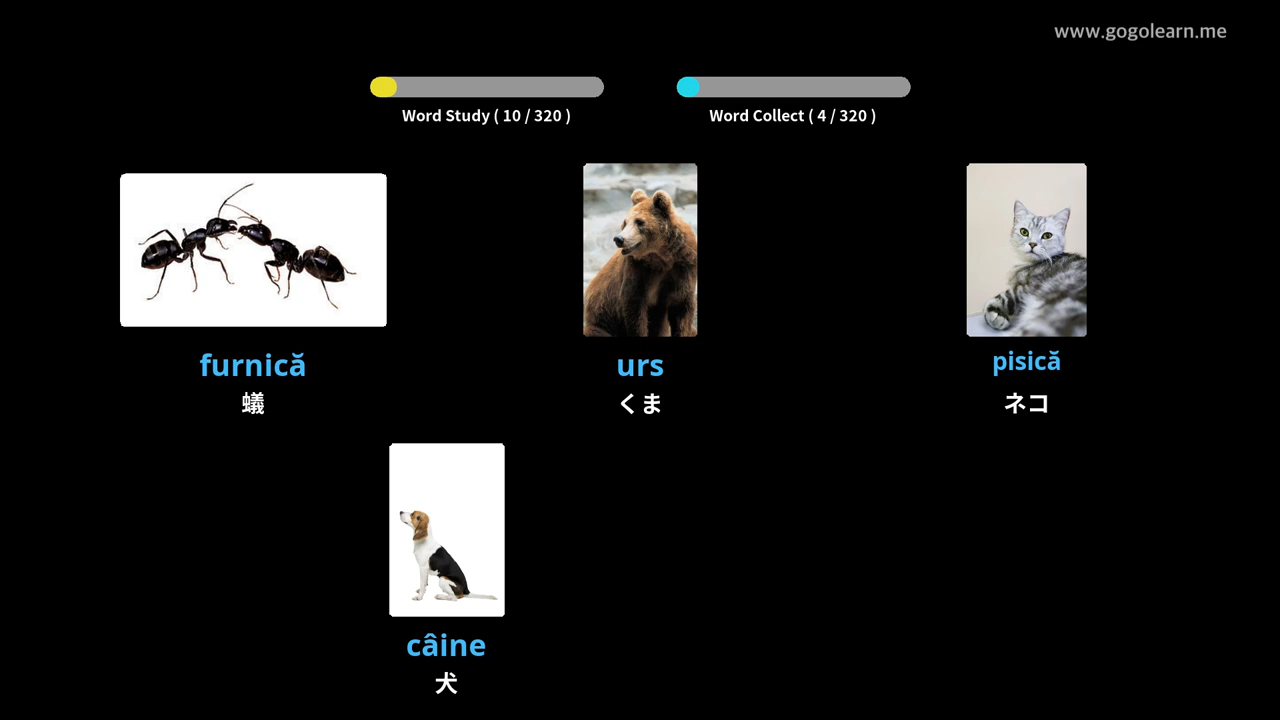 www.gogolearn.me
Word Study ( 10 / 320 )
Word Collect ( 4 / 320 )
furnică
蟻
urs
くま
pisică
ネコ
câine
犬